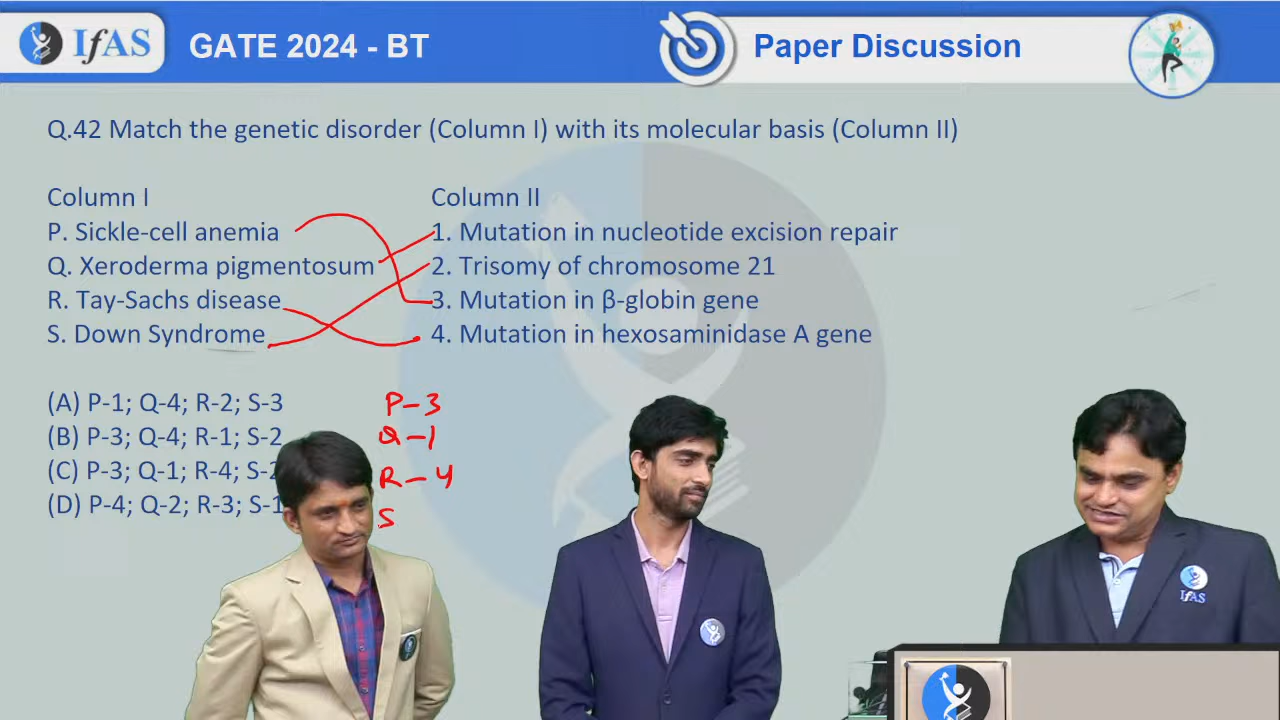 IfAS GATE 2024 - BT Paper Discussion
Q.42 Match the genetic disorder (Column I) with its molecular basis (Column II)
Column I Column II
P. Sickle-cell anemia 1. Mutation in nucleotide excision repair
Q. Xeroderma pigmentosum 2. Trisomy of chromosome 21
R. Tay-Sachs disease 3. Mutation in β-globin gene
S. Down Syndrome 4. Mutation in hexosaminidase A gene
(A) P-1; Q-4; R-2; S-3 P-3
(B) P-3; Q-4; R-1; S-2 Q-1
(C) P-3; Q-1; R-4; S-2 R-4
(D) P-4; Q-2; R-3; S-1 S
IfAS